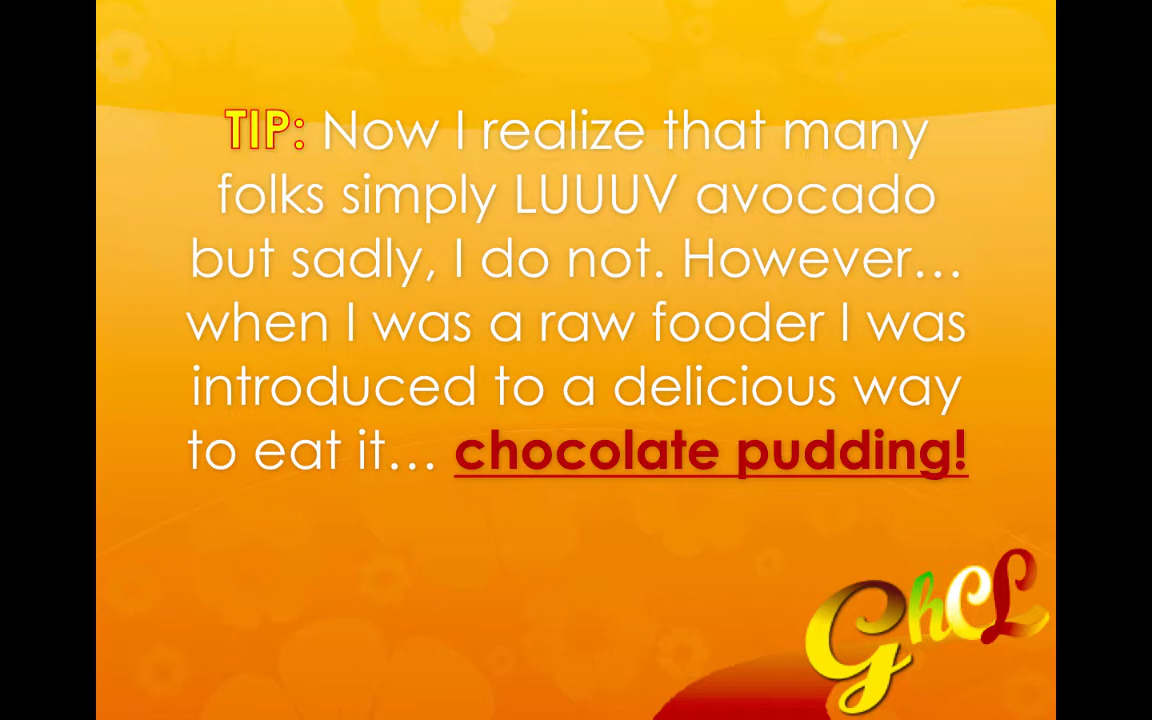 TIP: Now I realize that many
folks simply LUUUV avocado
but sadly, I do not. However…
when I was a raw fooder I was
introduced to a delicious way
to eat it… chocolate pudding!
GhCL